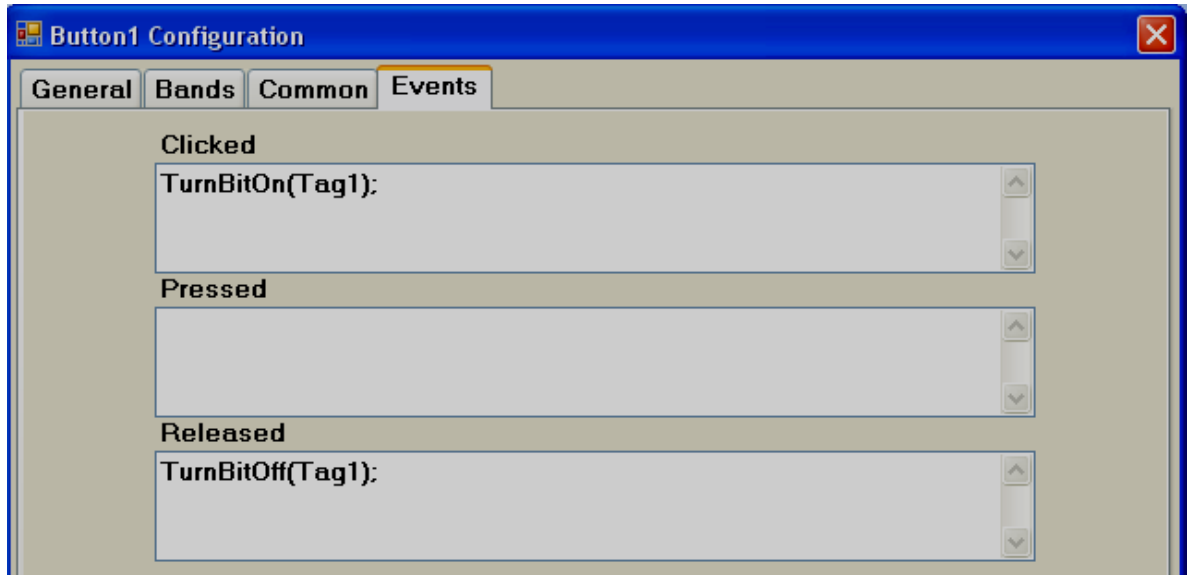 Button1 Configuration
General Bands Common Events
Clicked
TurnBitOn(Tag1);
Pressed
Released
TurnBitOff(Tag1);